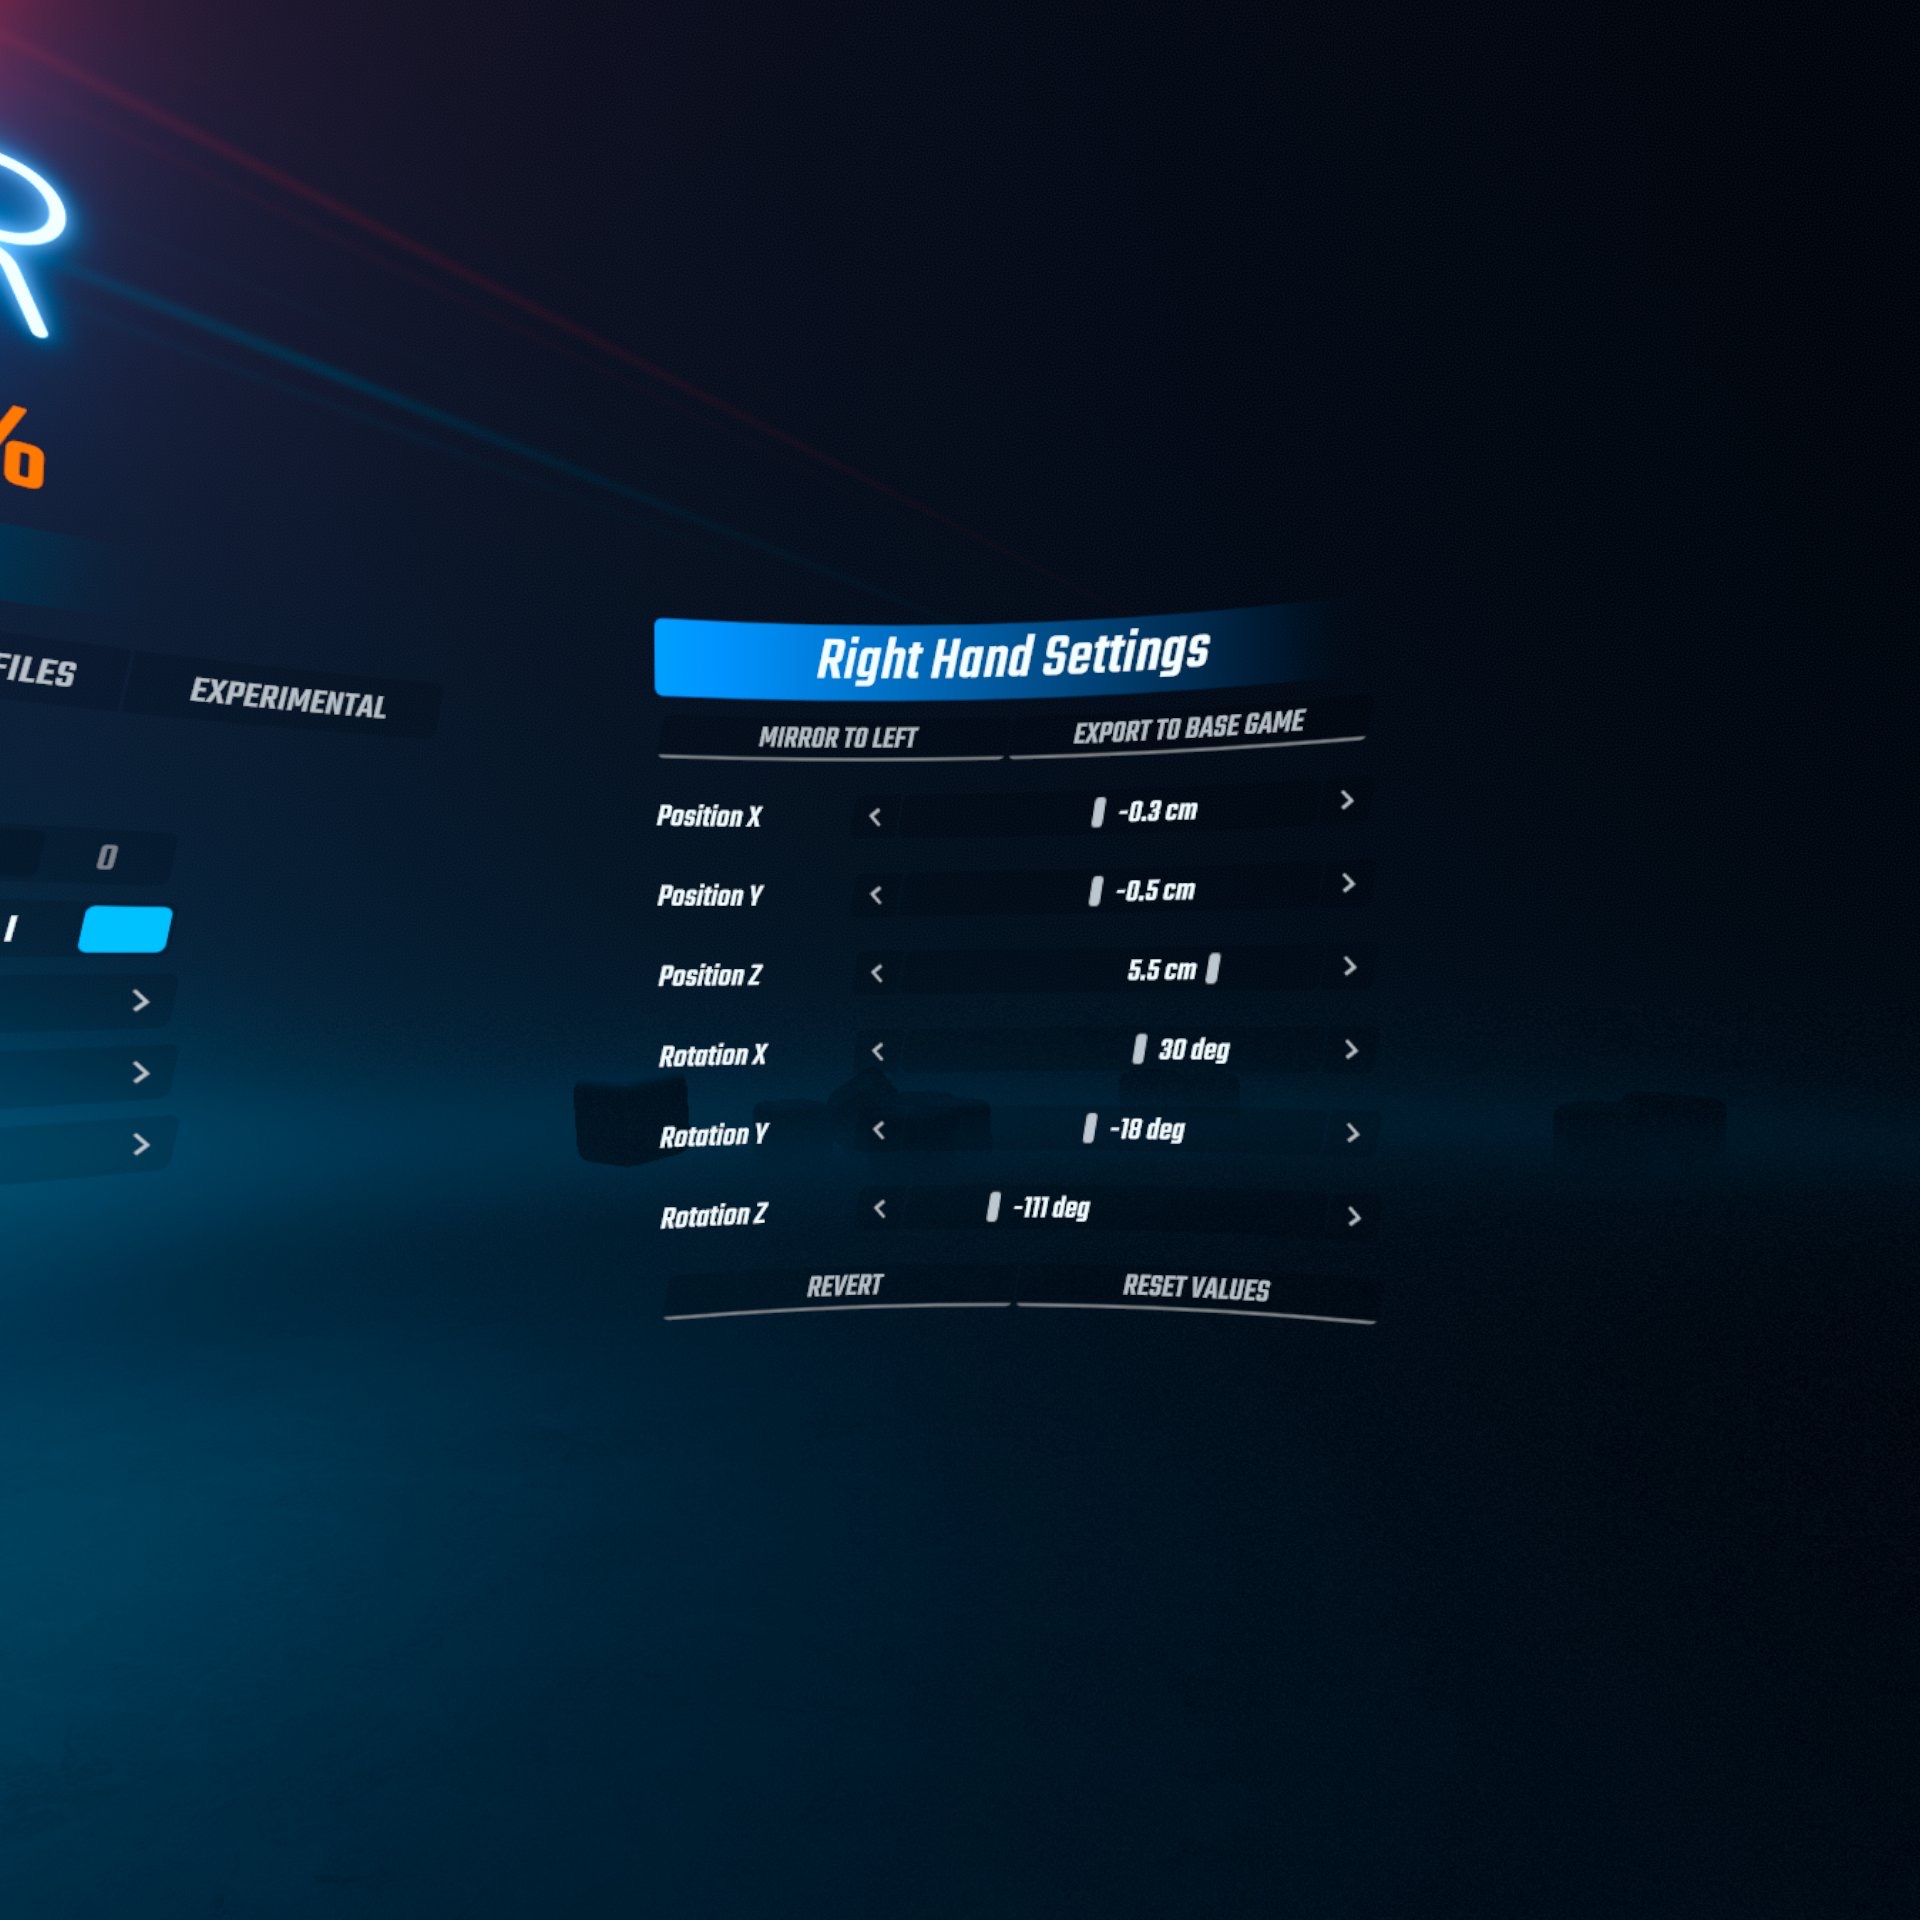 R
%
FILES EXPERIMENTAL
0
Right Hand Settings
MIRROR TO LEFT EXPORT TO BASE GAME
Position X < -0.3 cm >
Position Y < -0.5 cm >
Position Z < 5.5 cm >
Rotation X < 30 deg >
Rotation Y < -18 deg >
Rotation Z < -111 deg >
REVERT RESET VALUES